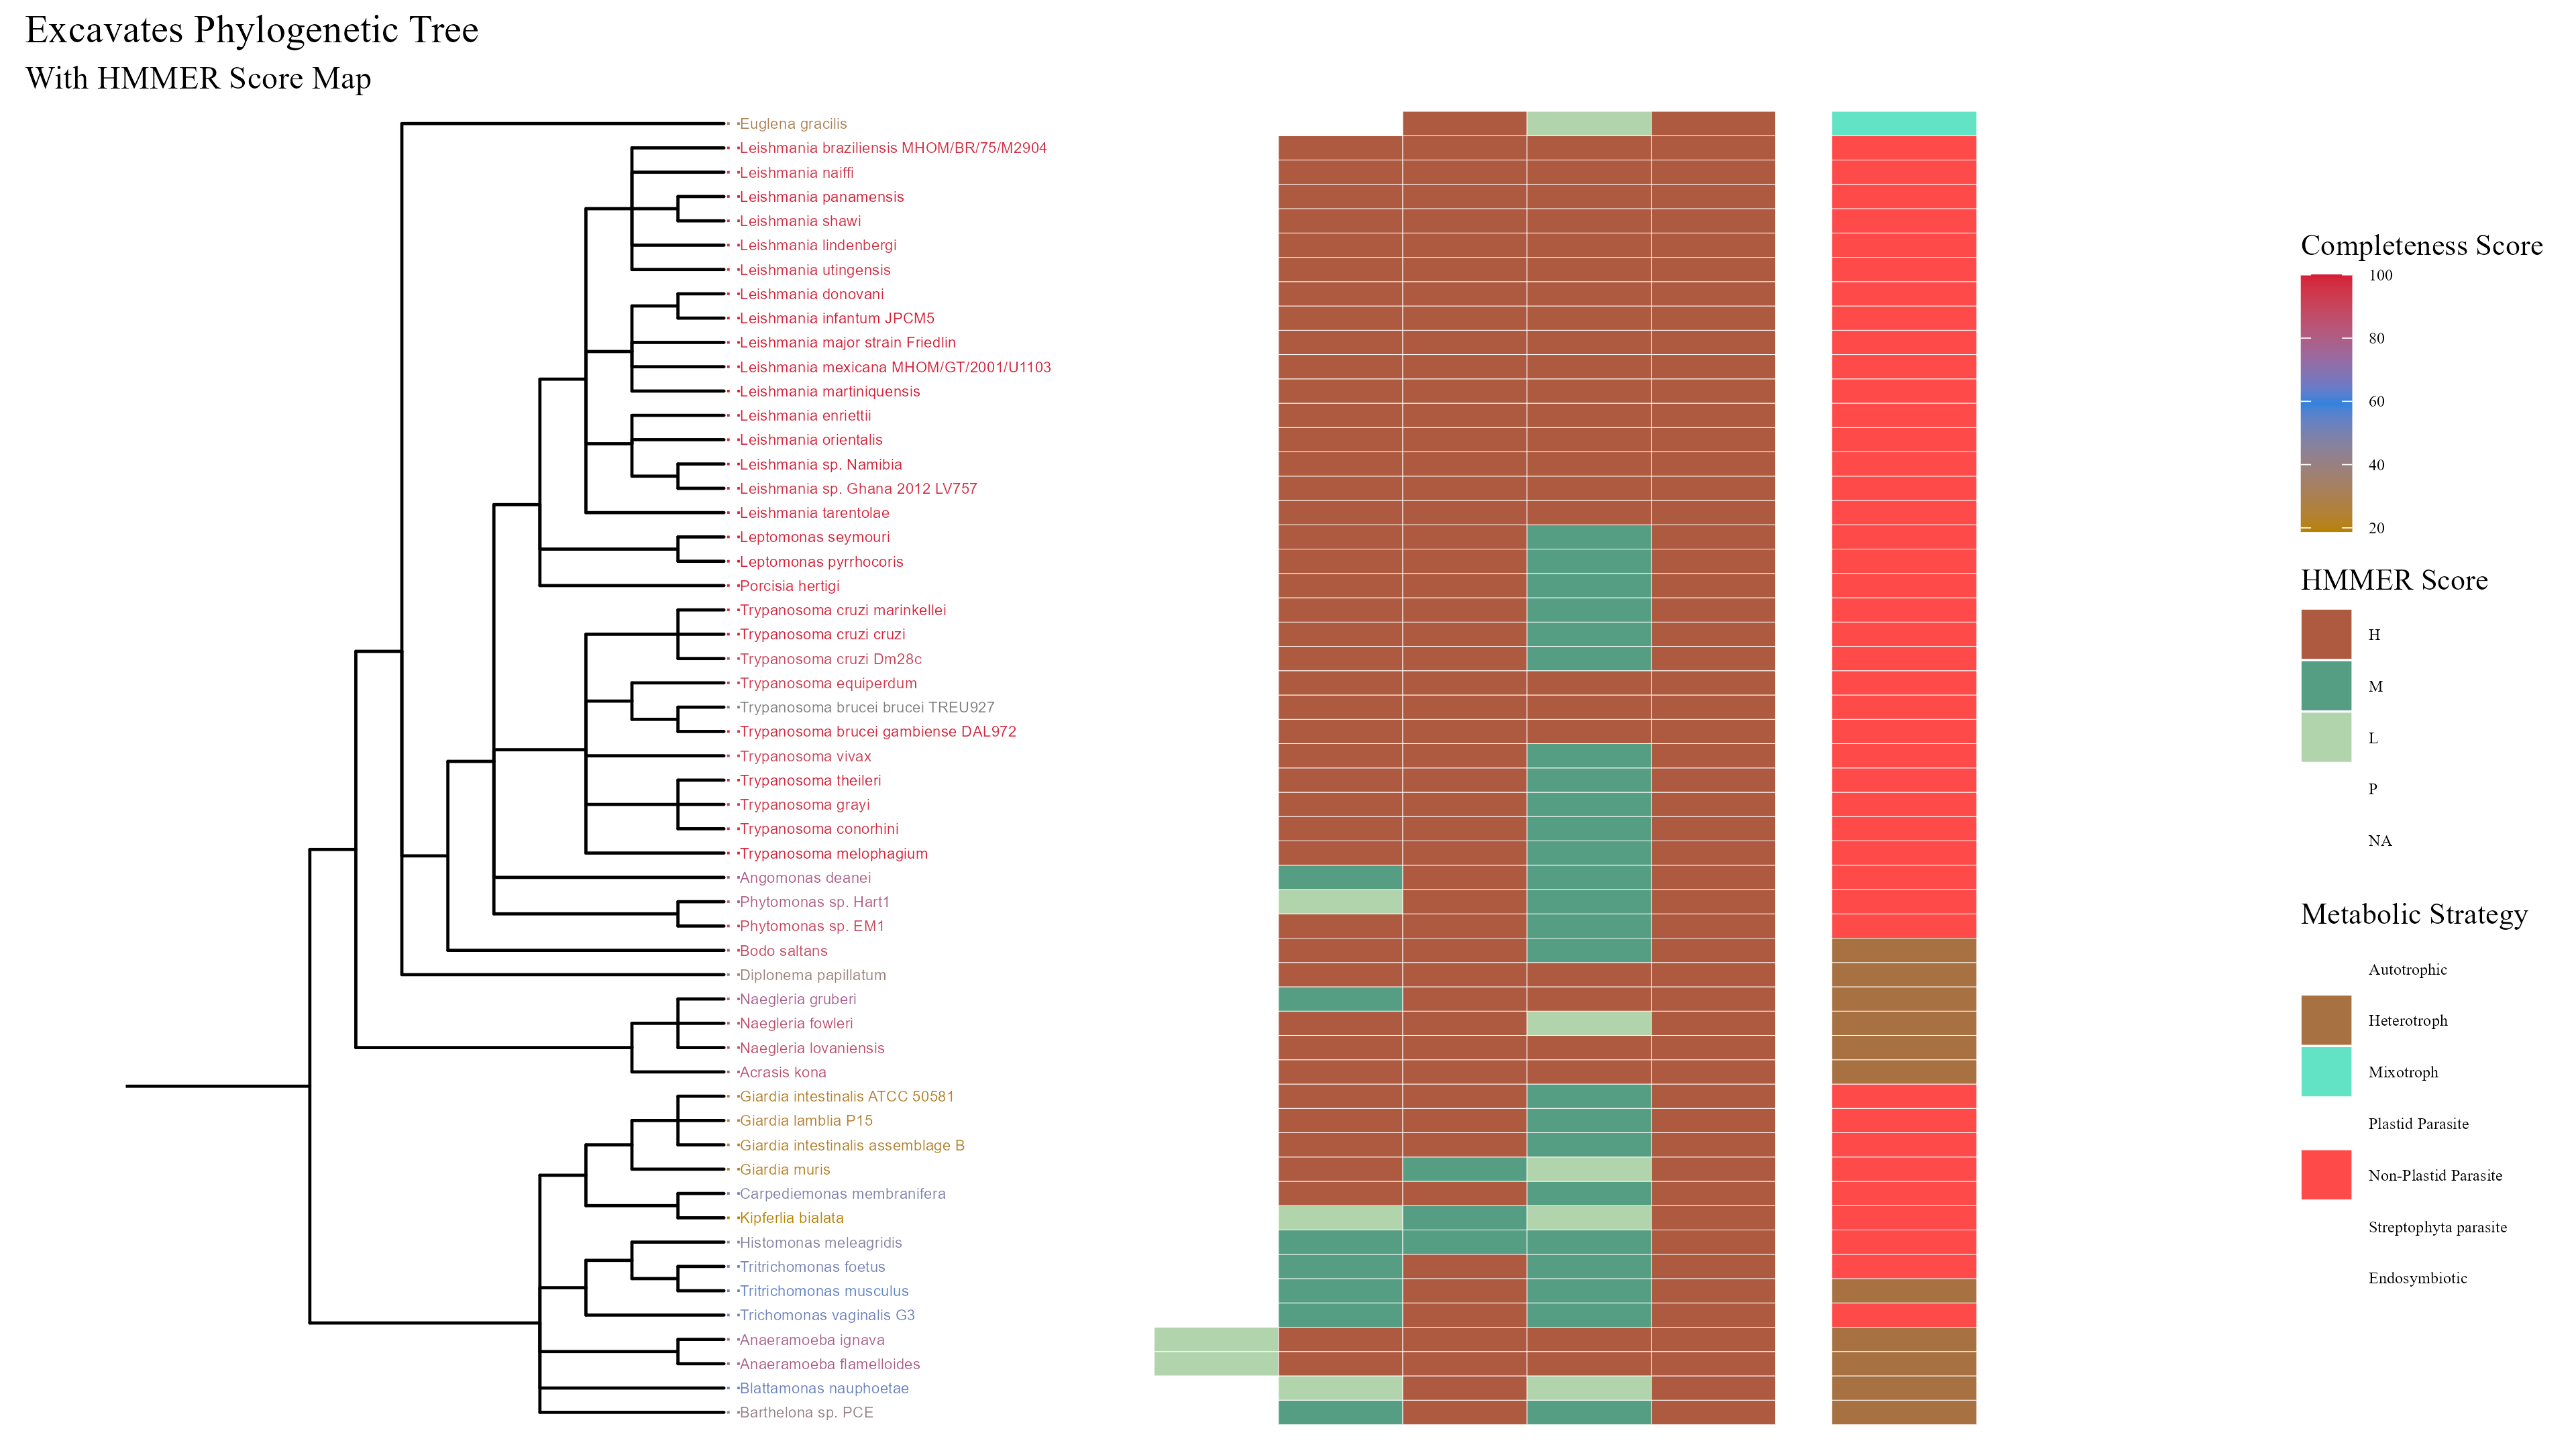 Excavates Phylogenetic Tree
With HMMER Score Map
Euglena gracilis
Leishmania braziliensis MHOM/BR/75/M2904
Leishmania naiffi
Leishmania panamensis
Leishmania shawi
Leishmania lindenbergi
Leishmania utingensis
Leishmania donovani
Leishmania infantum JPCM5
Leishmania major strain Friedlin
Leishmania mexicana MHOM/GT/2001/U1103
Leishmania martiniquensis
Leishmania enriettii
Leishmania orientalis
Leishmania sp. Namibia
Leishmania sp. Ghana 2012 LV757
Leishmania tarentolae
Leptomonas seymouri
Leptomonas pyrrhocoris
Porcisia hertigi
Trypanosoma cruzi marinkellei
Trypanosoma cruzi cruzi
Trypanosoma cruzi Dm28c
Trypanosoma equiperdum
Trypanosoma brucei brucei TREU927
Trypanosoma brucei gambiense DAL972
Trypanosoma vivax
Trypanosoma theileri
Trypanosoma grayi
Trypanosoma conorhini
Trypanosoma melophagium
Angomonas deanei
Phytomonas sp. Hart1
Phytomonas sp. EM1
Bodo saltans
Diplonema papillatum
Naegleria gruberi
Naegleria fowleri
Naegleria lovaniensis
Acrasis kona
Giardia intestinalis ATCC 50581
Giardia lamblia P15
Giardia intestinalis assemblage B
Giardia muris
Carpediemonas membranifera
Kipferlia bialata
Histomonas meleagridis
Tritrichomonas foetus
Tritrichomonas musculus
Trichomonas vaginalis G3
Anaeramoeba ignava
Anaeramoeba flamelloides
Blattamonas nauphoetae
Barthelona sp. PCE
Completeness Score
100
80
60
40
20
HMMER Score
H
M
L
P
NA
Metabolic Strategy
Autotrophic
Heterotroph
Mixotroph
Plastid Parasite
Non-Plastid Parasite
Streptophyta parasite
Endosymbiotic